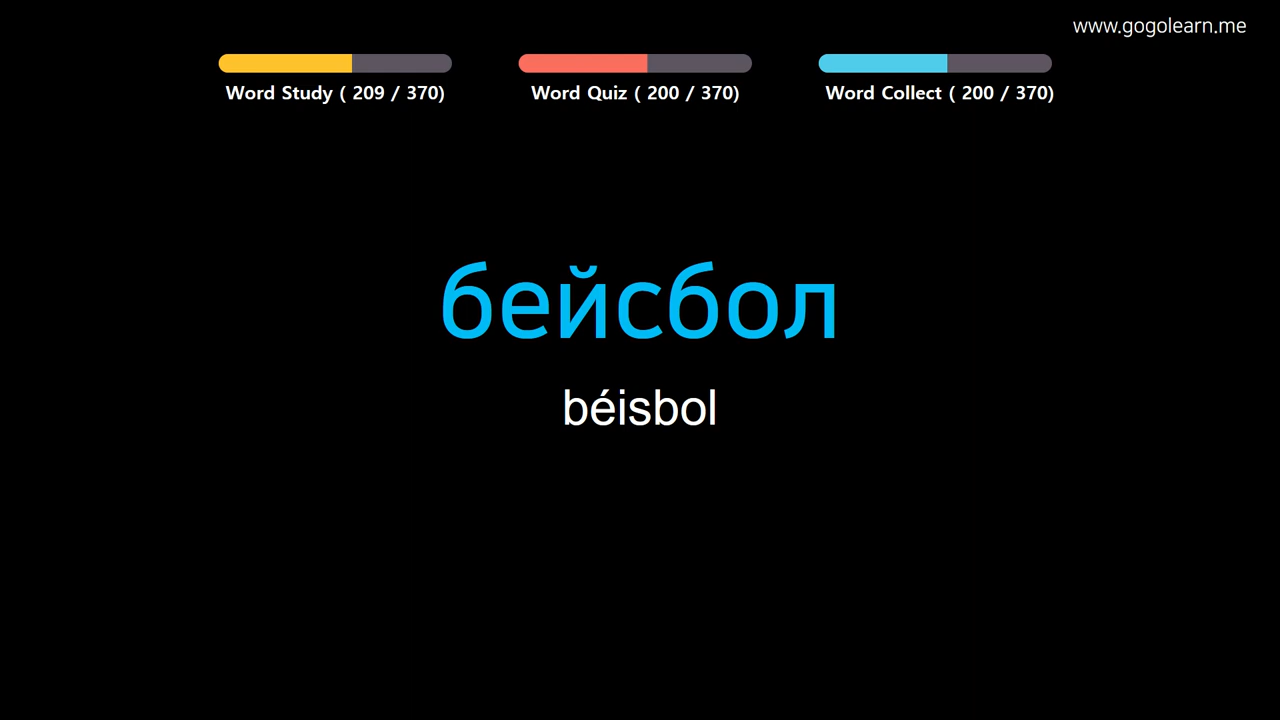 www.gogolearn.me
Word Study ( 209 / 370)
Word Quiz ( 200 / 370)
Word Collect ( 200 / 370)
бейсбол
béisbol